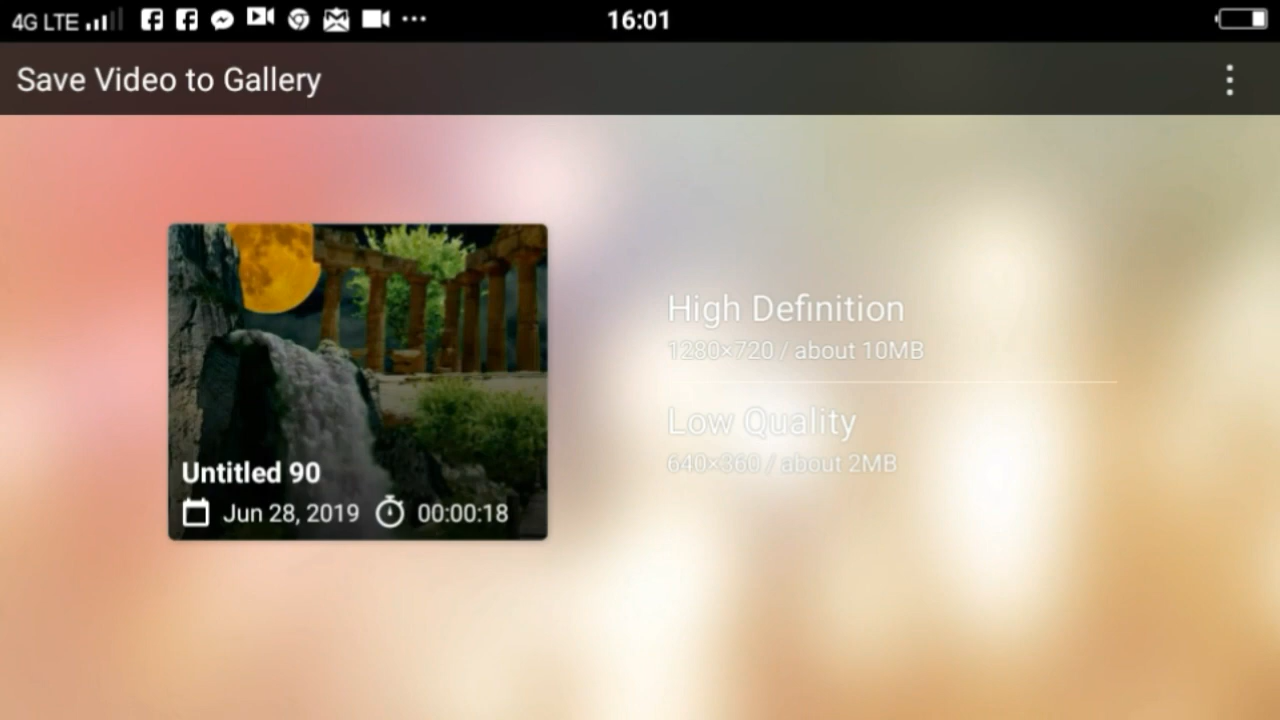 4G LTE 16:01
Save Video to Gallery
High Definition
1280×720 / about 10MB
Low Quality
640×360 / about 2MB
Untitled 90
Jun 28, 2019 00:00:18